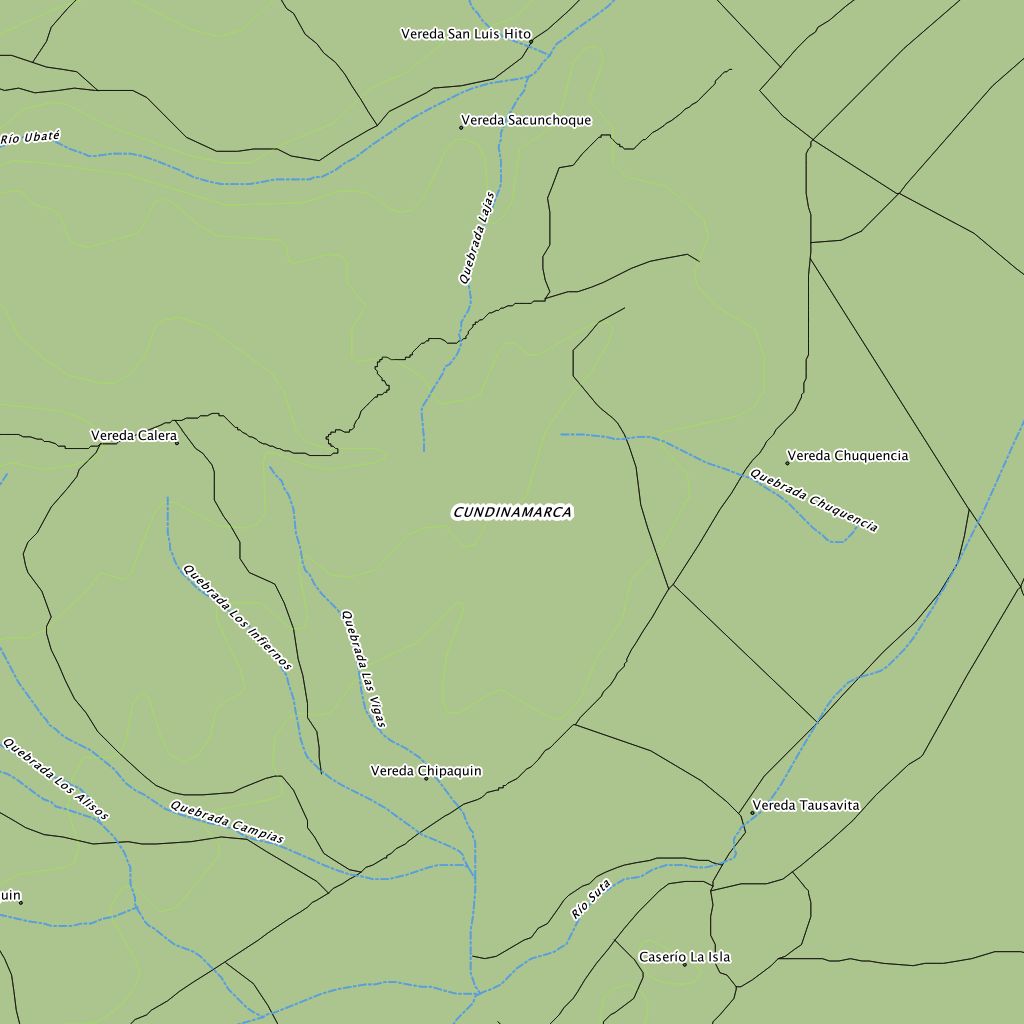 Vereda San Luis Hito
Vereda Sacunchoque
Río Ubaté
Quebrada Lajas
Vereda Calera
Vereda Chuquencia
Quebrada Chuquencia
CUNDINAMARCA
Quebrada Los Infiernos
Quebrada Las Vigas
Quebrada Los Alisos
Vereda Chipaquin
Quebrada Campias
Vereda Tausavita
uin
Río Suta
Caserío La Isla